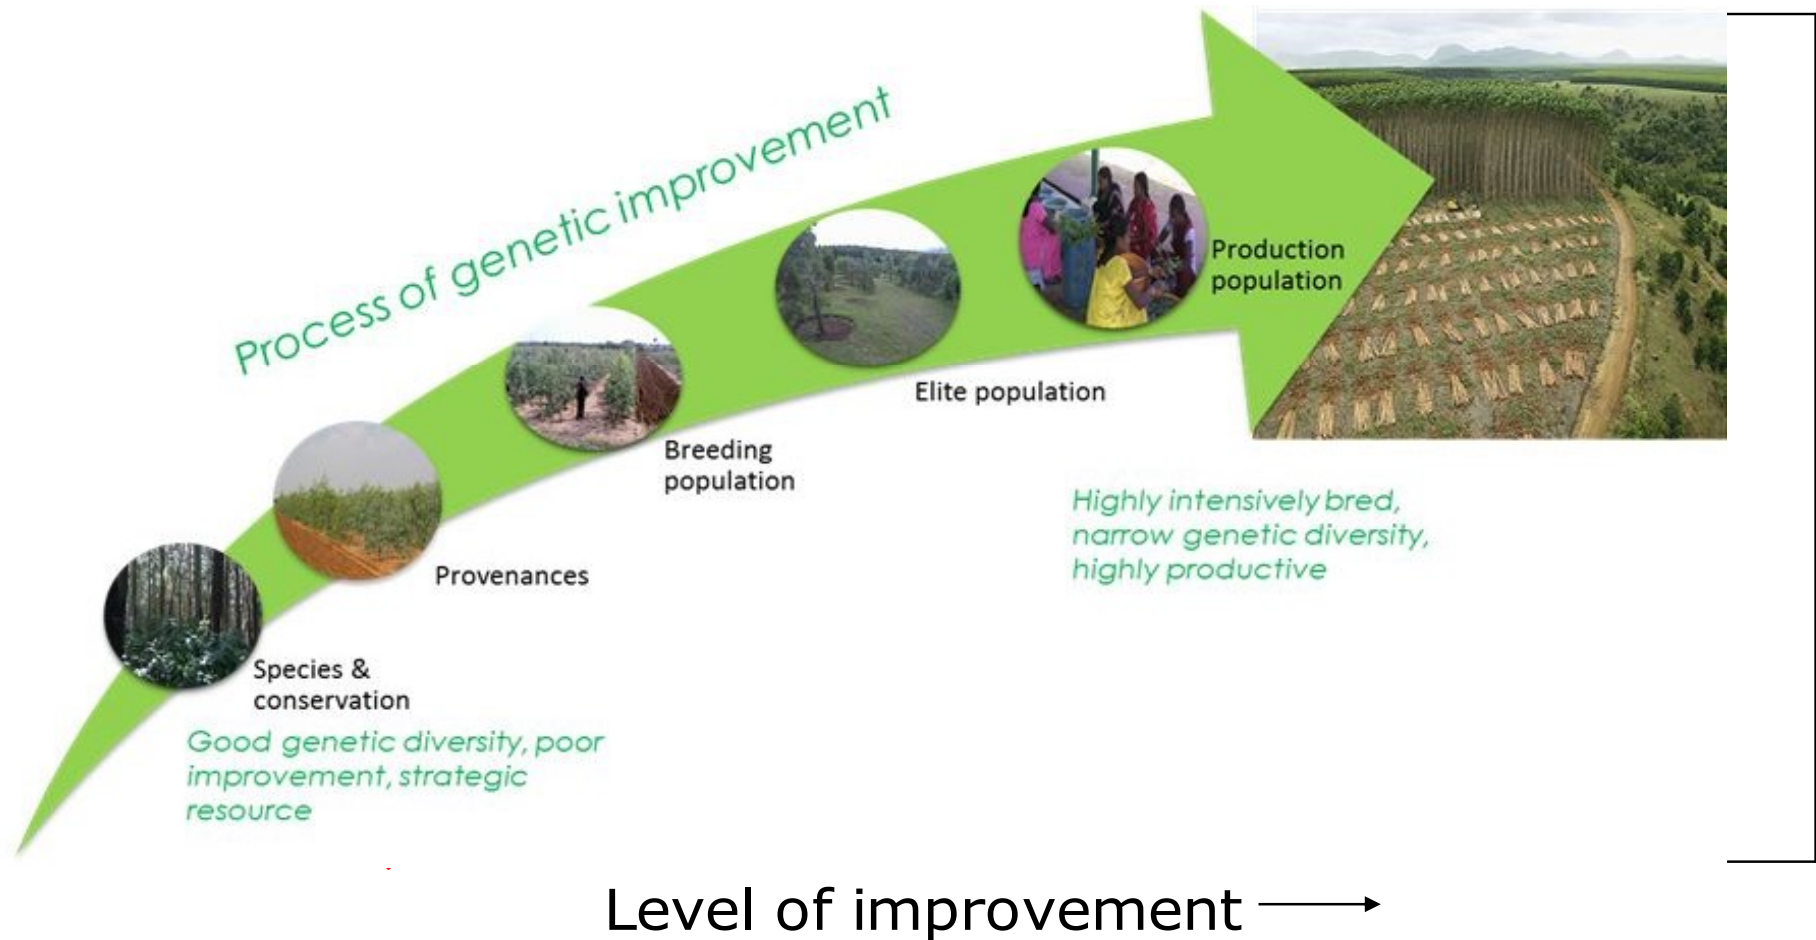 Process of genetic improvement
Production
population
Elite population
Breeding
population
Highly intensively bred,
narrow genetic diversity,
highly productive
Provenances
Species &
conservation
Good genetic diversity, poor
improvement, strategic
resource
Level of improvement